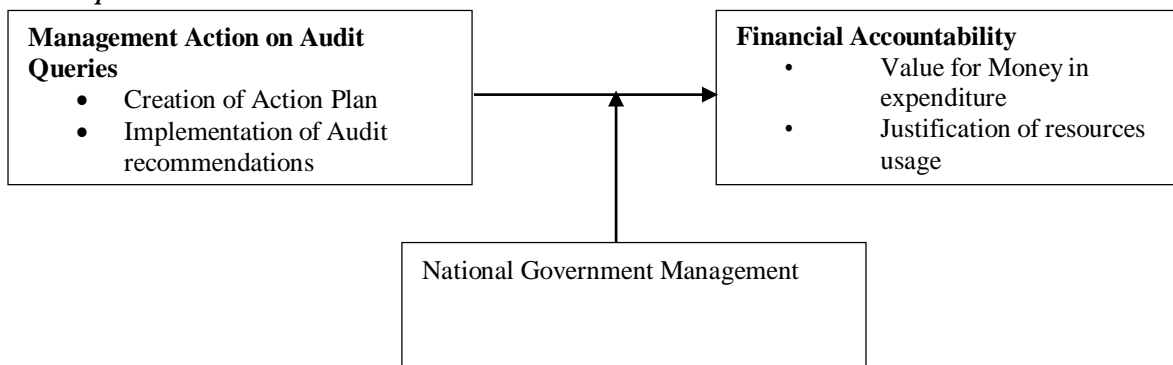 Management Action on Audit
Queries
• Creation of Action Plan
• Implementation of Audit
recommendations
Financial Accountability
• Value for Money in
expenditure
• Justification of resources
usage
National Government Management